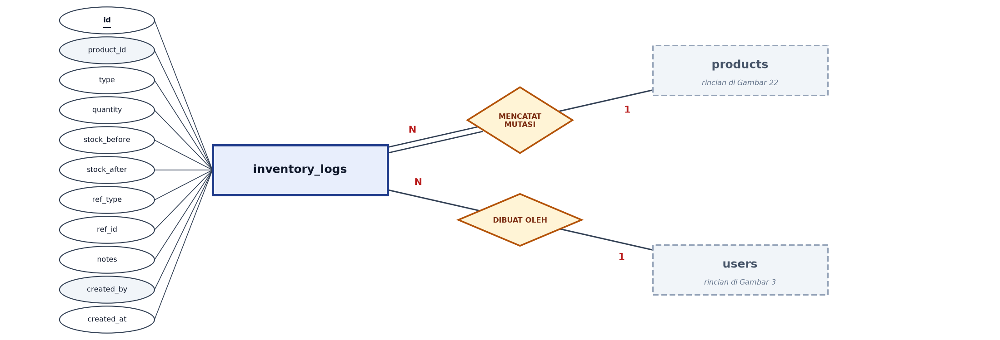 id
product_id
type
quantity
stock_before
stock_after
ref_type
ref_id
notes
created_by
created_at
inventory_logs
N
MENCATAT
MUTASI
1
products
rincian di Gambar 22
N
DIBUAT OLEH
1
users
rincian di Gambar 3